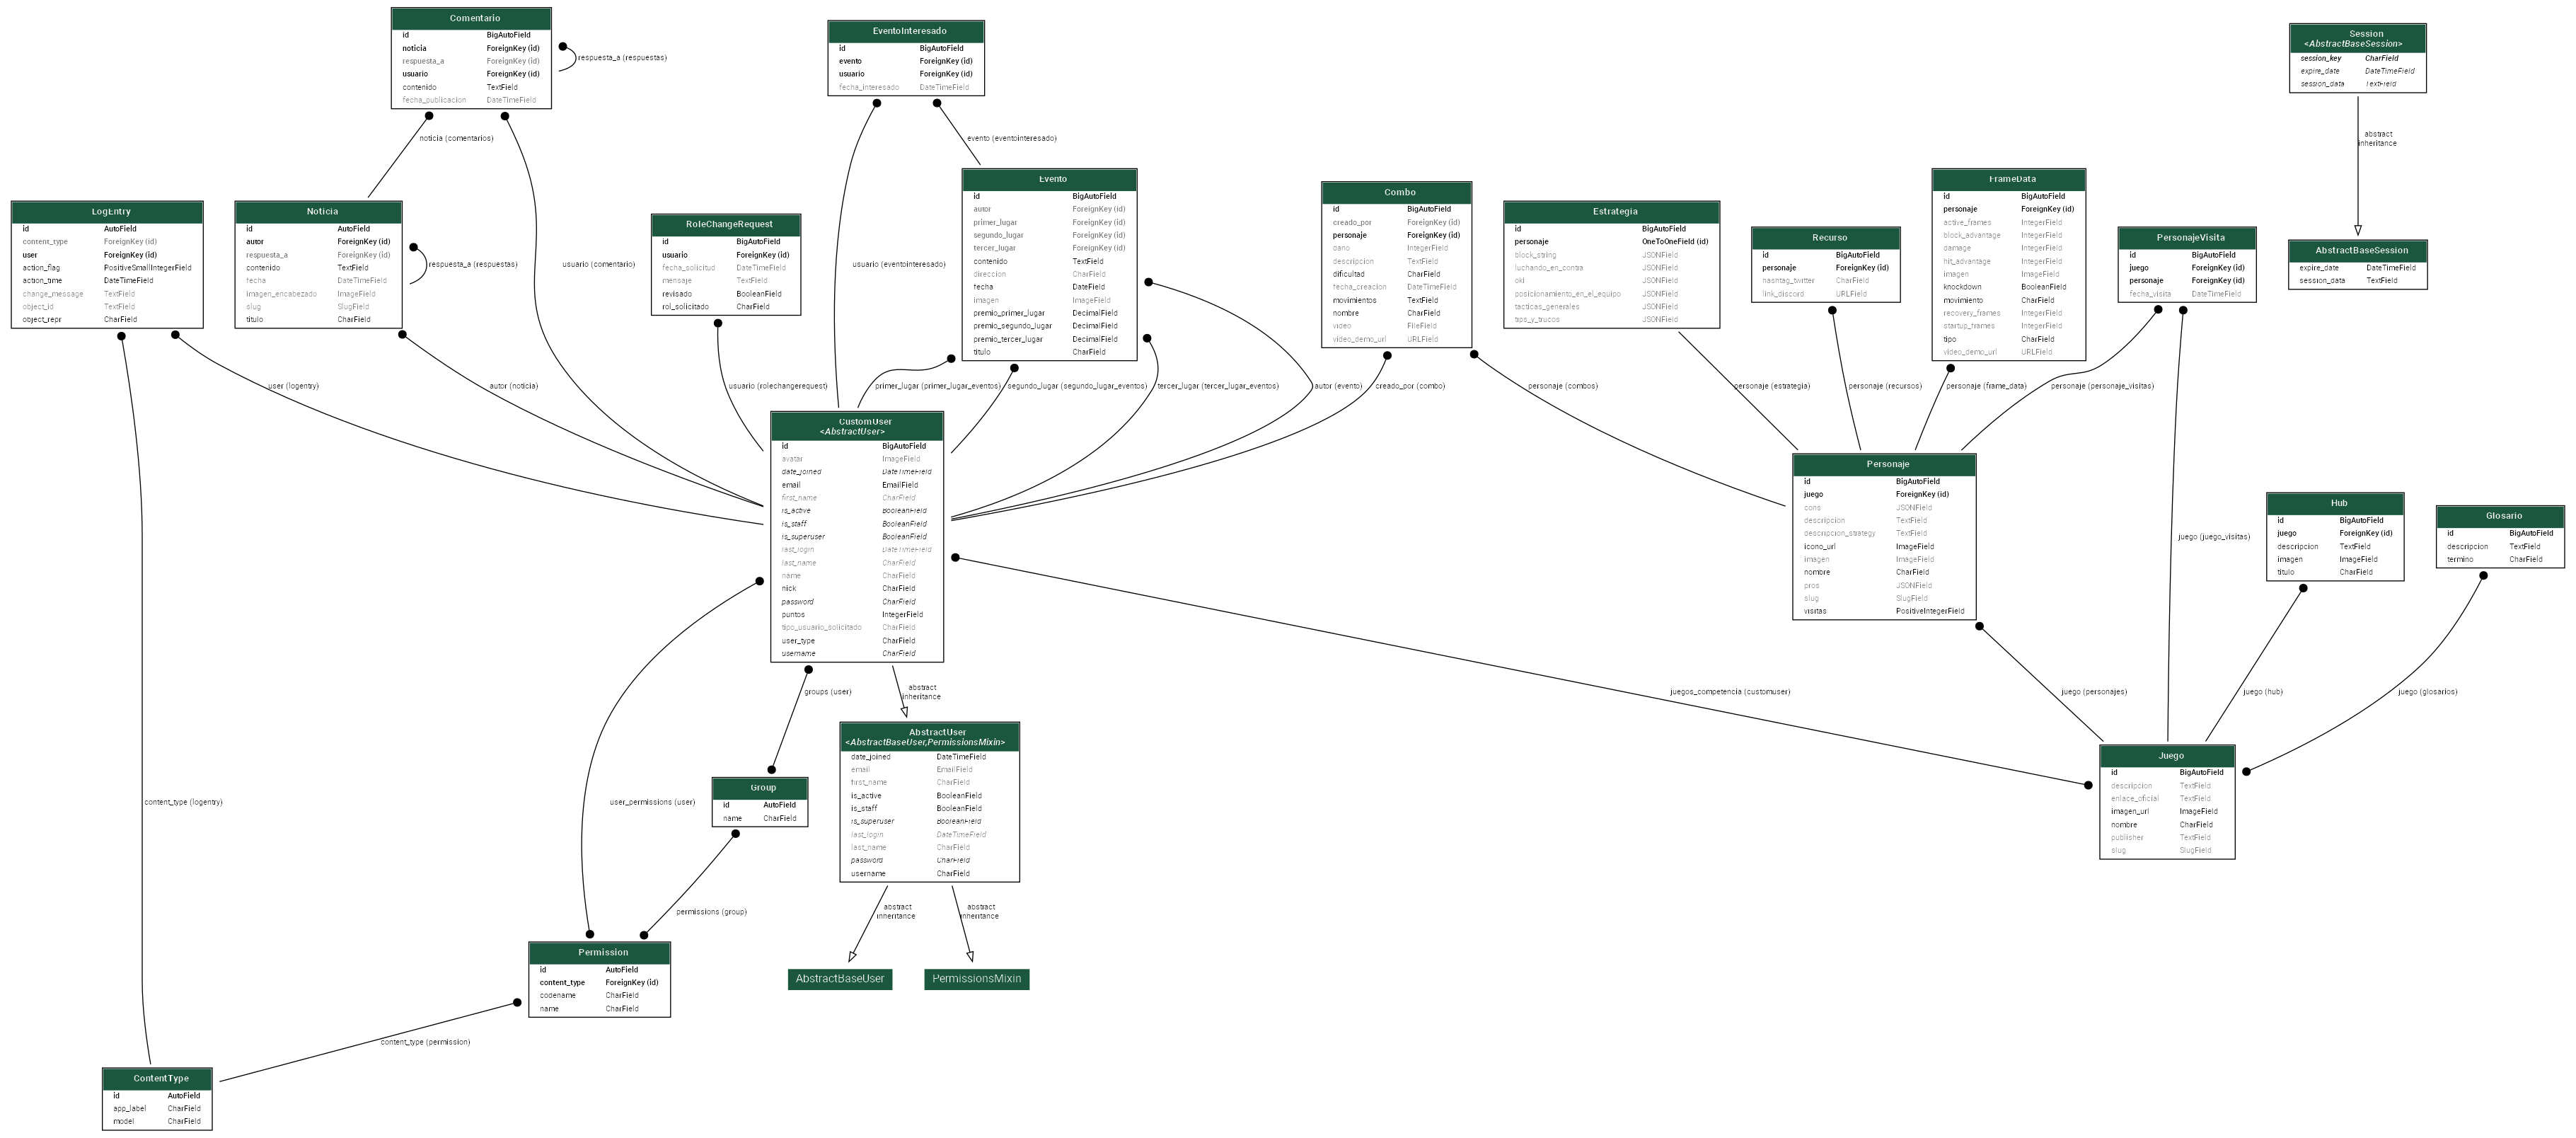 Comentario
id BigAutoField
noticia ForeignKey (id)
respuesta_a ForeignKey (id)
usuario ForeignKey (id)
contenido TextField
fecha_publicacion DateTimeField
respuesta_a (respuestas)
EventoInteresado
id BigAutoField
evento ForeignKey (id)
usuario ForeignKey (id)
fecha_interesado DateTimeField
Session
<AbstractBaseSession>
session_key CharField
expire_date DateTimeField
session_data TextField
noticia (comentarios)
evento (eventointeresado)
abstract
inheritance
LogEntry
id AutoField
content_type ForeignKey (id)
user ForeignKey (id)
action_flag PositiveSmallIntegerField
action_time DateTimeField
change_message TextField
object_id TextField
object_repr CharField
Noticia
id AutoField
autor ForeignKey (id)
respuesta_a ForeignKey (id)
contenido TextField
fecha DateTimeField
imagen_encabezado ImageField
slug SlugField
titulo CharField
respuesta_a (respuestas)
usuario (comentario)
RoleChangeRequest
id BigAutoField
usuario ForeignKey (id)
fecha_solicitud DateTimeField
mensaje TextField
revisado BooleanField
rol_solicitado CharField
usuario (eventointeresado)
Evento
id BigAutoField
autor ForeignKey (id)
primer_lugar ForeignKey (id)
segundo_lugar ForeignKey (id)
tercer_lugar ForeignKey (id)
contenido TextField
direccion CharField
fecha DateField
imagen ImageField
premio_primer_lugar DecimalField
premio_segundo_lugar DecimalField
premio_tercer_lugar DecimalField
titulo CharField
Combo
id BigAutoField
creado_por ForeignKey (id)
personaje ForeignKey (id)
dano IntegerField
descripcion TextField
dificultad CharField
fecha_creacion DateTimeField
movimientos TextField
nombre CharField
video FileField
video_demo_url URLField
Estrategia
id BigAutoField
personaje OneToOneField (id)
block_string JSONField
luchando_en_contra JSONField
oki JSONField
posicionamiento_en_el_equipo JSONField
tacticas_generales JSONField
tips_y_trucos JSONField
Recurso
id BigAutoField
personaje ForeignKey (id)
hashtag_twitter CharField
link_discord URLField
FrameData
id BigAutoField
personaje ForeignKey (id)
active_frames IntegerField
block_advantage IntegerField
damage IntegerField
hit_advantage IntegerField
imagen ImageField
knockdown BooleanField
movimiento CharField
recovery_frames IntegerField
startup_frames IntegerField
tipo CharField
video_demo_url URLField
PersonajeVisita
id BigAutoField
juego ForeignKey (id)
personaje ForeignKey (id)
fecha_visita DateTimeField
AbstractBaseSession
expire_date DateTimeField
session_data TextField
user (logentry)
autor (noticia)
usuario (rolechangerequest)
primer_lugar (primer_lugar_eventos)
segundo_lugar (segundo_lugar_eventos)
tercer_lugar (tercer_lugar_eventos)
autor (evento)
creado_por (combo)
personaje (combos)
personaje (estrategia)
personaje (recursos)
personaje (frame_data)
personaje (personaje_visitas)
CustomUser
<AbstractUser>
id BigAutoField
avatar ImageField
date_joined DateTimeField
email EmailField
first_name CharField
is_active BooleanField
is_staff BooleanField
is_superuser BooleanField
last_login DateTimeField
last_name CharField
name CharField
nick CharField
password CharField
puntos IntegerField
tipo_usuario_solicitado CharField
user_type CharField
username CharField
Personaje
id BigAutoField
juego ForeignKey (id)
cons JSONField
descripcion TextField
descripcion_strategy TextField
icono_url ImageField
imagen ImageField
nombre CharField
pros JSONField
slug SlugField
visitas PositiveIntegerField
juego (juego_visitas)
Hub
id BigAutoField
juego ForeignKey (id)
descripcion TextField
imagen ImageField
titulo CharField
Glosario
id BigAutoField
descripcion TextField
termino CharField
groups (user)
abstract
inheritance
juegos_competencia (customuser)
juego (personajes)
juego (hub)
juego (glosarios)
content_type (logentry)
user_permissions (user)
Group
id AutoField
name CharField
AbstractUser
<AbstractBaseUser,PermissionsMixin>
date_joined DateTimeField
email EmailField
first_name CharField
is_active BooleanField
is_staff BooleanField
is_superuser BooleanField
last_login DateTimeField
last_name CharField
password CharField
username CharField
Juego
id BigAutoField
descripcion TextField
enlace_oficial TextField
imagen_url ImageField
nombre CharField
publisher TextField
slug SlugField
permissions (group)
abstract
inheritance
abstract
inheritance
Permission
id AutoField
content_type ForeignKey (id)
codename CharField
name CharField
AbstractBaseUser
PermissionsMixin
content_type (permission)
ContentType
id AutoField
app_label CharField
model CharField